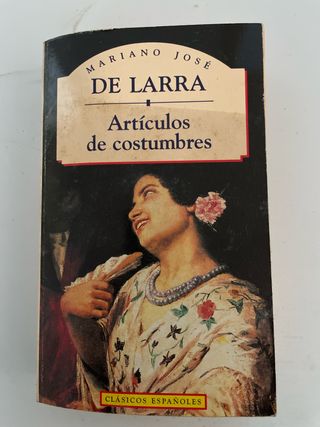 MARIANO JOSÉ
DE LARRA
Artículos
de costumbres
CLÁSICOS ESPAÑOLES